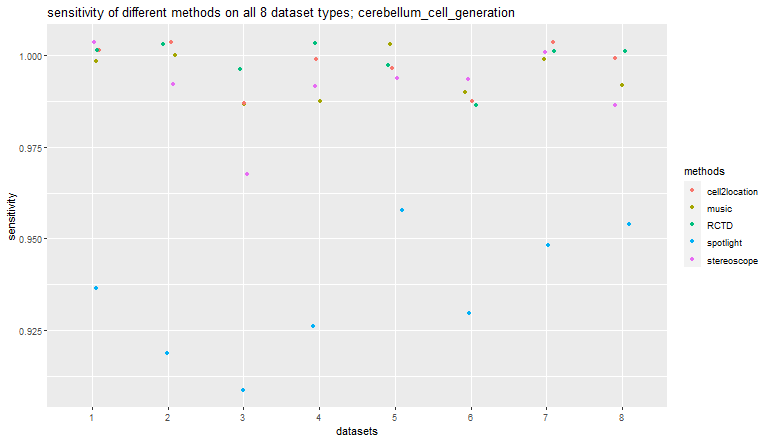 sensitivity of different methods on all 8 dataset types; cerebellum_cell_generation
sensitivity
1.000
0.975
0.950
0.925
1 2 3 4 5 6 7 8
datasets
methods
cell2location
music
RCTD
spotlight
stereoscope